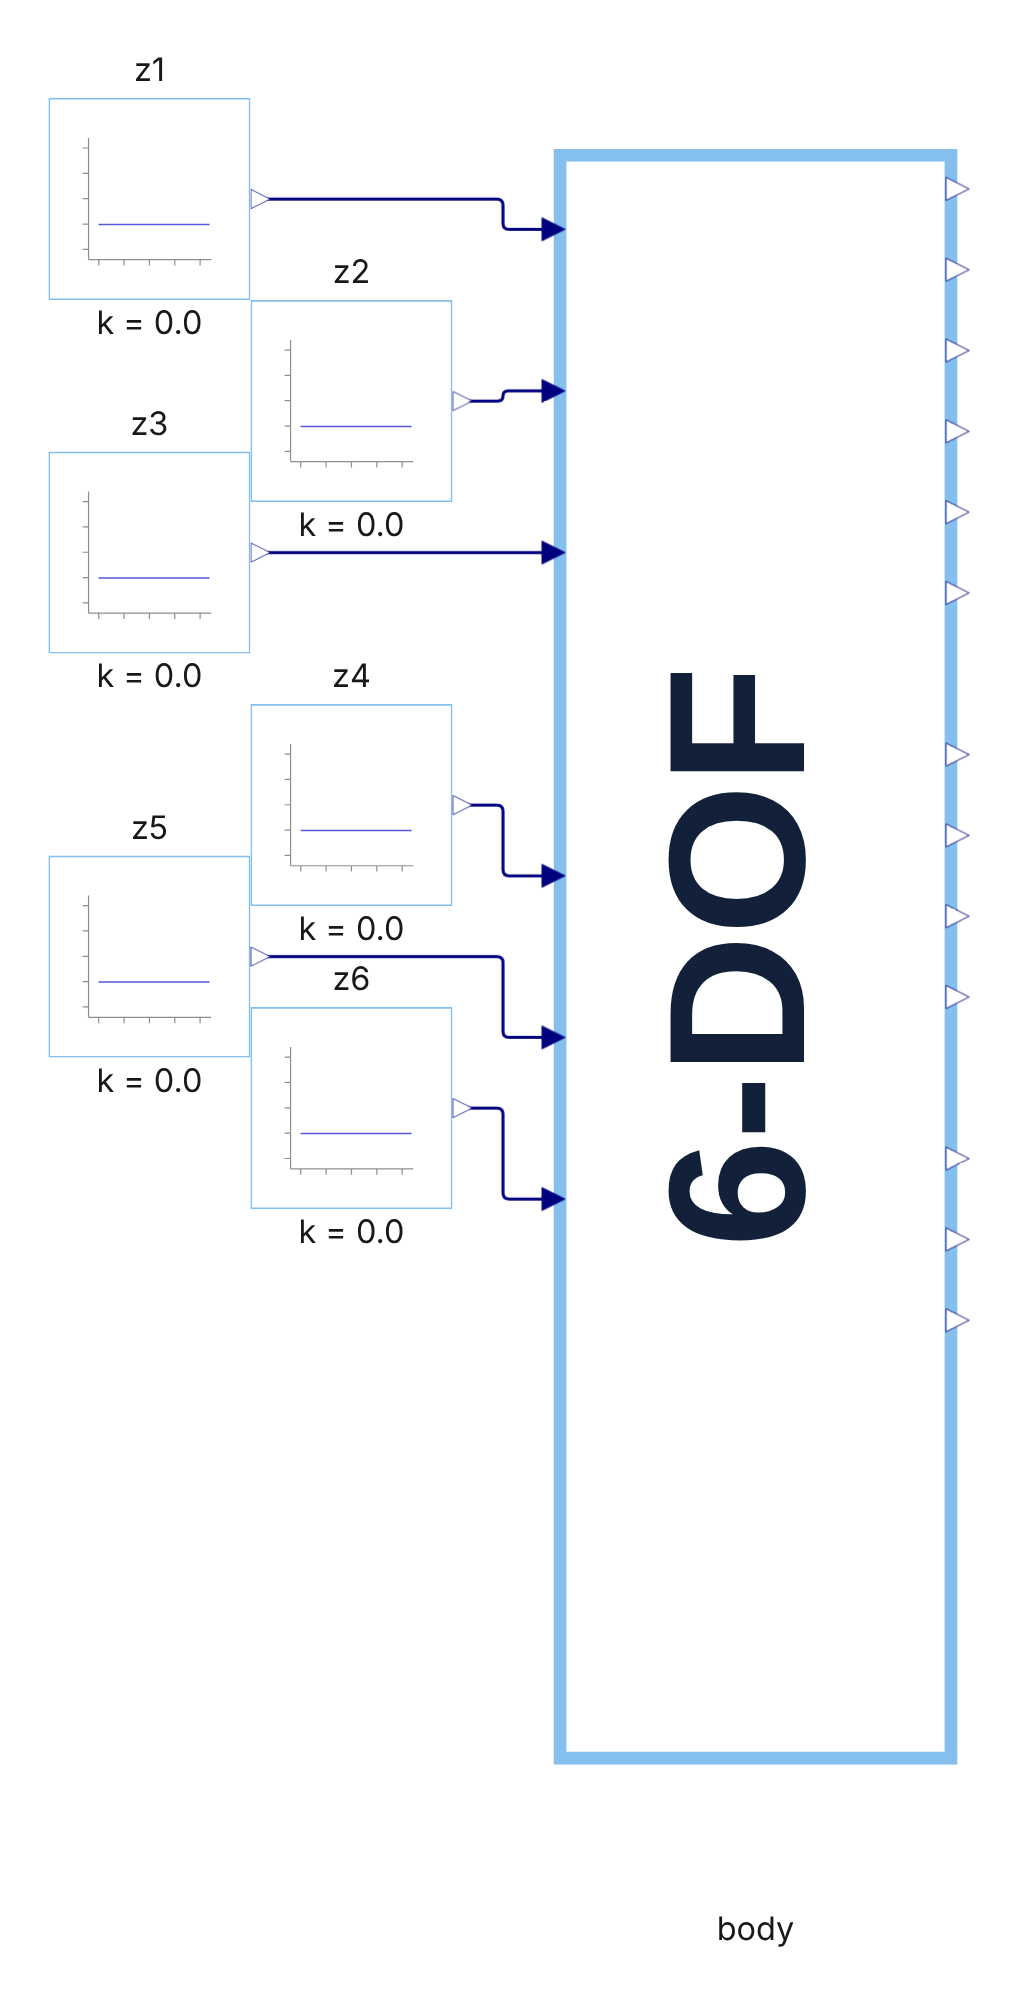 z1
k = 0.0
z2
k = 0.0
z3
k = 0.0
z4
k = 0.0
z5
k = 0.0
z6
k = 0.0
6-DOF
body